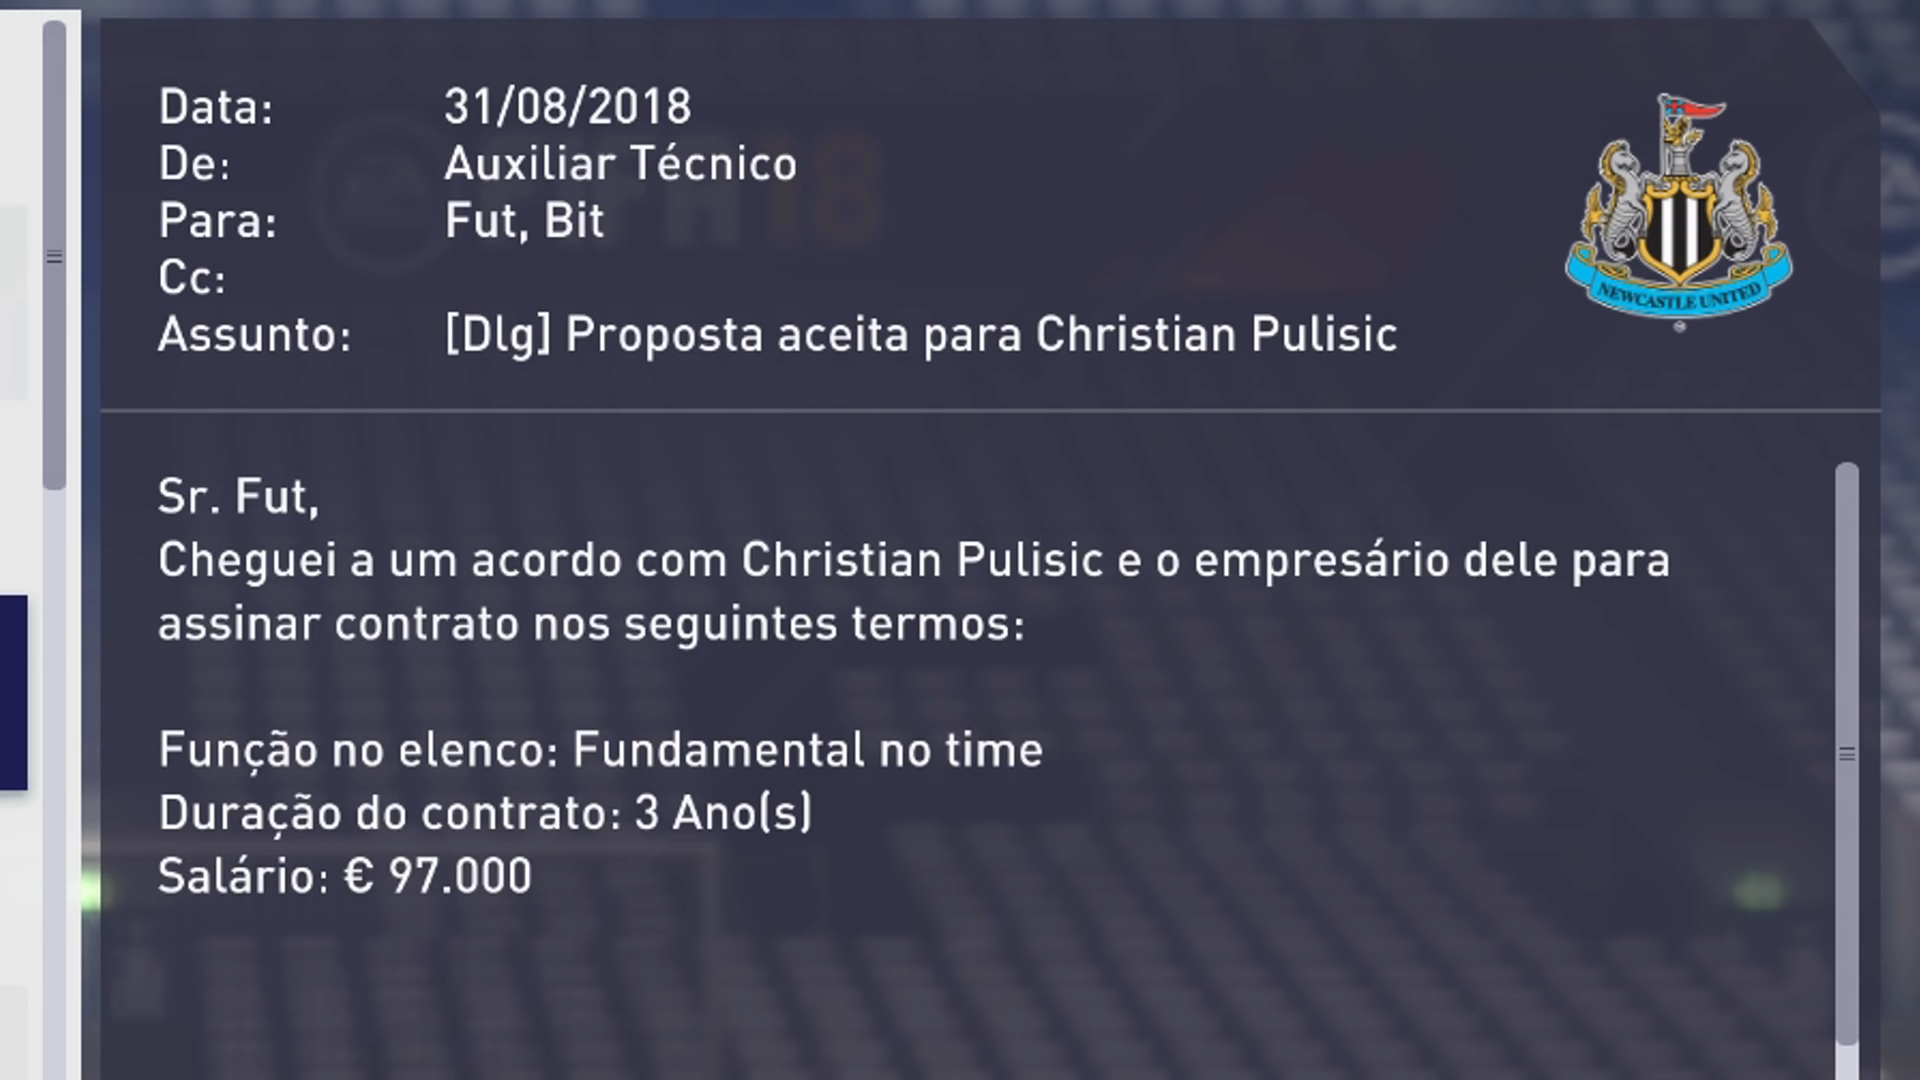 Data: 31/08/2018
De: Auxiliar Técnico
Para: Fut, Bit
Cc:
Assunto: [Dlg] Proposta aceita para Christian Pulisic
NEWCASTLE UNITED
Sr. Fut,
Cheguei a um acordo com Christian Pulisic e o empresário dele para
assinar contrato nos seguintes termos:
Função no elenco: Fundamental no time
Duração do contrato: 3 Ano(s)
Salário: € 97.000